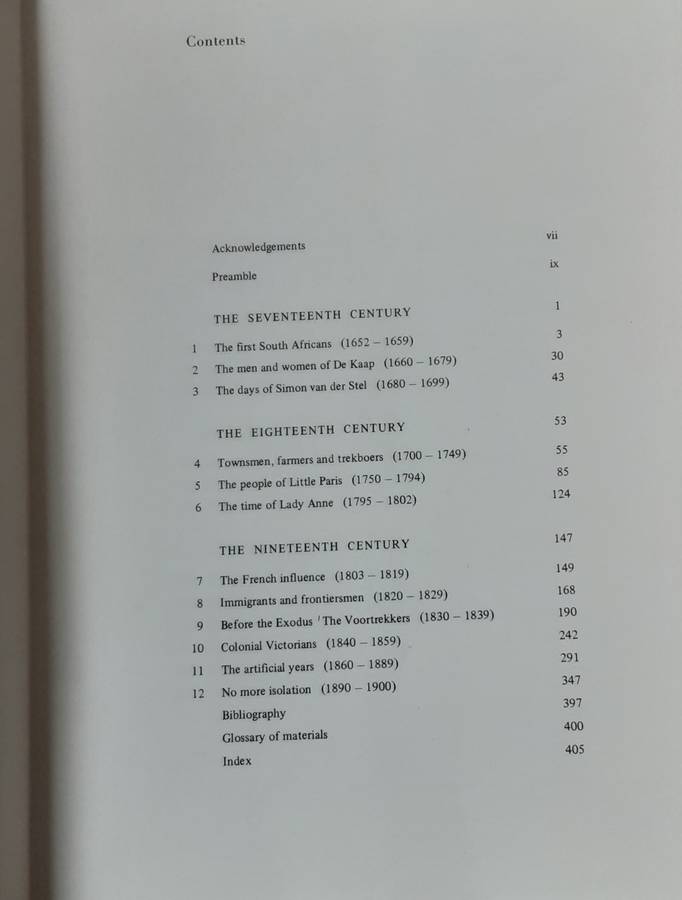 Contents
Acknowledgements vii
Preamble ix
THE SEVENTEENTH CENTURY 1
1 The first South Africans (1652 – 1659) 3
2 The men and women of De Kaap (1660 – 1679) 30
3 The days of Simon van der Stel (1680 – 1699) 43
THE EIGHTEENTH CENTURY 53
4 Townsmen, farmers and trekboers (1700 – 1749) 55
5 The people of Little Paris (1750 – 1794) 85
6 The time of Lady Anne (1795 – 1802) 124
THE NINETEENTH CENTURY 147
7 The French influence (1803 – 1819) 149
8 Immigrants and frontiersmen (1820 – 1829) 168
9 Before the Exodus / The Voortrekkers (1830 – 1839) 190
10 Colonial Victorians (1840 – 1859) 242
11 The artificial years (1860 – 1889) 291
12 No more isolation (1890 – 1900) 347
Bibliography 397
Glossary of materials 400
Index 405